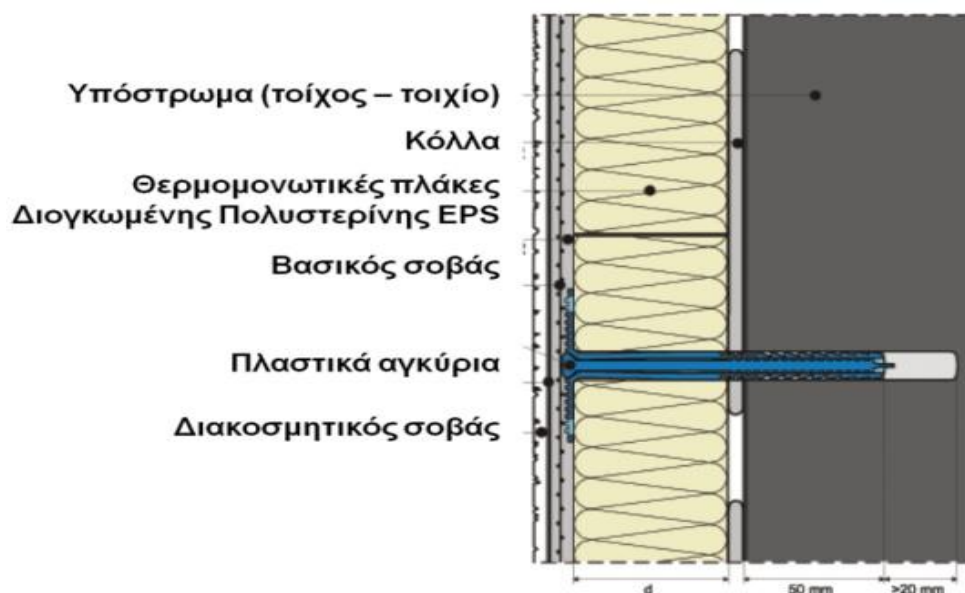 Υπόστρωμα (τοίχος – τοιχίο)
Κόλλα
Θερμομονωτικές πλάκες
Διογκωμένης Πολυστερίνης EPS
Βασικός σοβάς
Πλαστικά αγκύρια
Διακοσμητικός σοβάς
d
50 mm
>20 mm